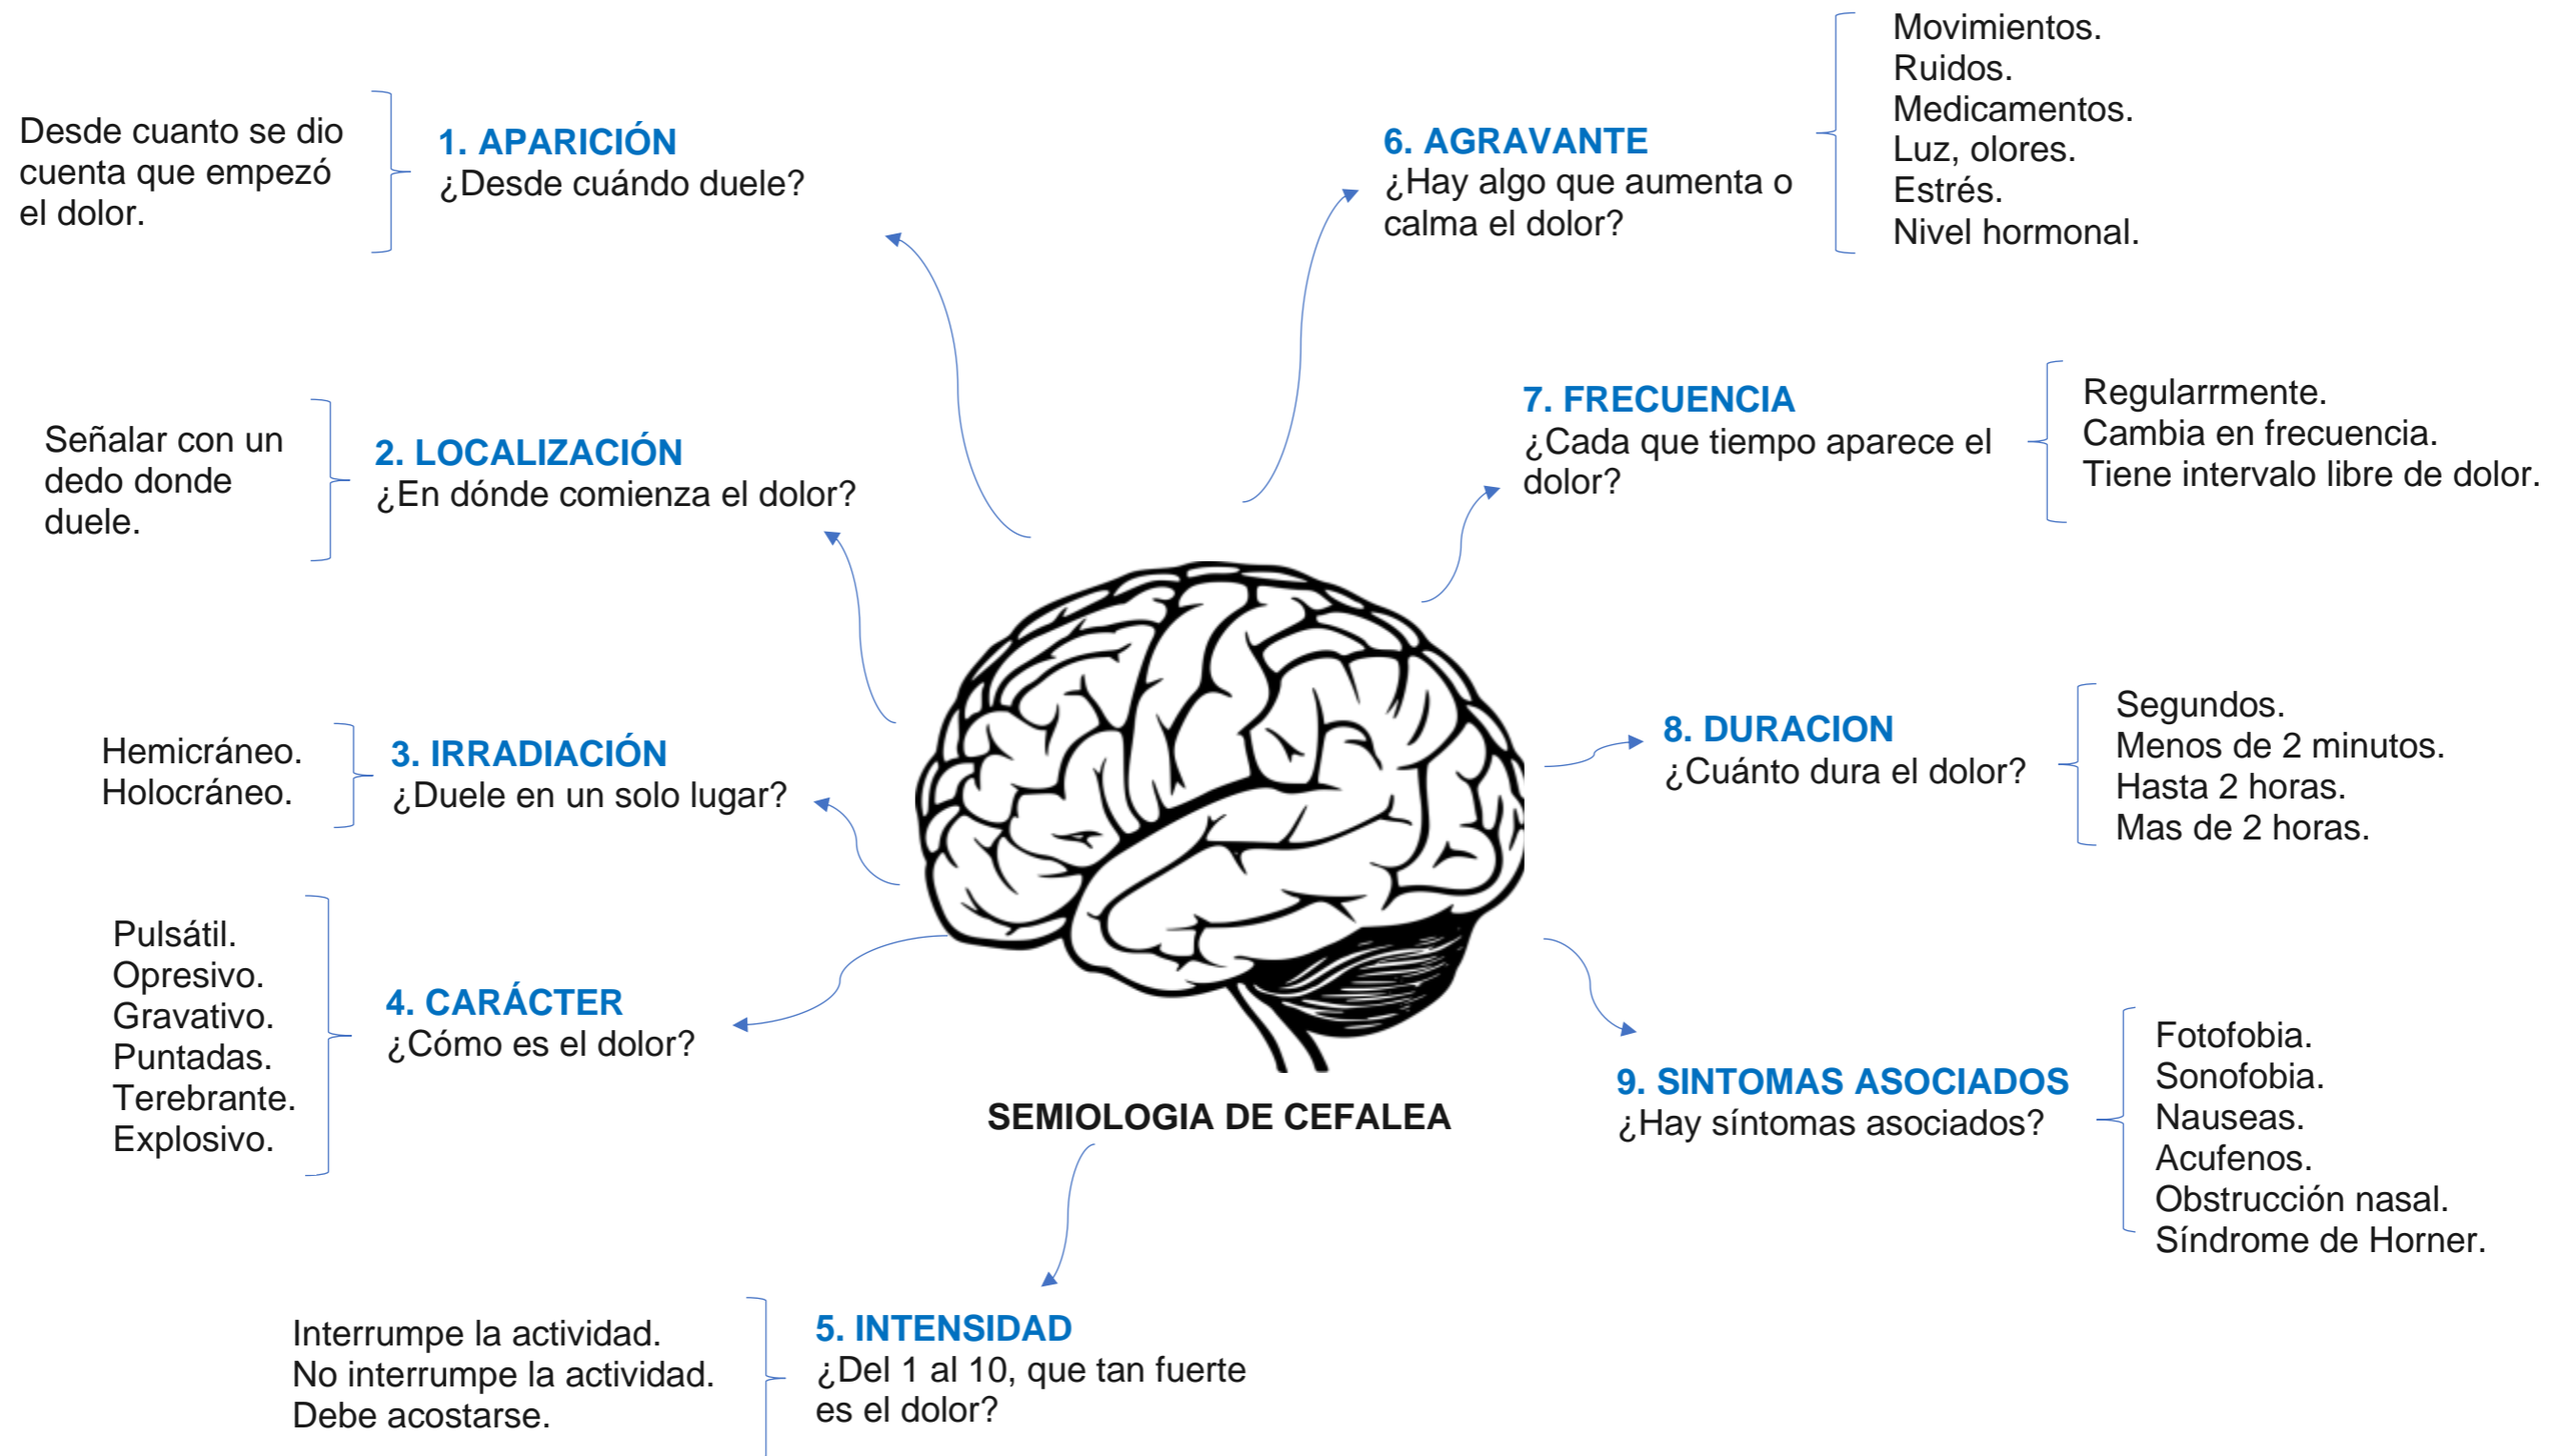 Desde cuanto se dio
cuenta que empezó
el dolor.
1. APARICIÓN
¿Desde cuándo duele?
Señalar con un
dedo donde
duele.
2. LOCALIZACIÓN
¿En dónde comienza el dolor?
Hemicráneo.
Holocráneo.
3. IRRADIACIÓN
¿Duele en un solo lugar?
Pulsátil.
Opresivo.
Gravativo.
Puntadas.
Terebrante.
Explosivo.
4. CARÁCTER
¿Cómo es el dolor?
SEMIOLOGIA DE CEFALEA
Interrumpe la actividad.
No interrumpe la actividad.
Debe acostarse.
5. INTENSIDAD
¿Del 1 al 10, que tan fuerte
es el dolor?
6. AGRAVANTE
¿Hay algo que aumenta o
calma el dolor?
Movimientos.
Ruidos.
Medicamentos.
Luz, olores.
Estrés.
Nivel hormonal.
7. FRECUENCIA
¿Cada que tiempo aparece el
dolor?
Regularrmente.
Cambia en frecuencia.
Tiene intervalo libre de dolor.
8. DURACION
¿Cuánto dura el dolor?
Segundos.
Menos de 2 minutos.
Hasta 2 horas.
Mas de 2 horas.
9. SINTOMAS ASOCIADOS
¿Hay síntomas asociados?
Fotofobia.
Sonofobia.
Nauseas.
Acufenos.
Obstrucción nasal.
Síndrome de Horner.